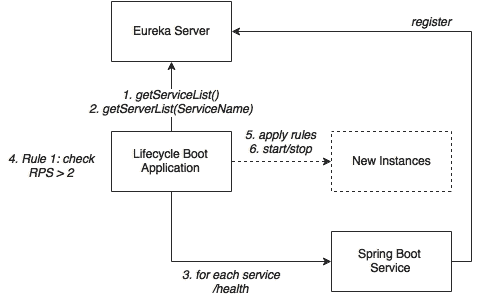 Eureka Server
register
1. getServiceList()
2. getServerList(ServiceName)
4. Rule 1: check
RPS > 2
Lifecycle Boot
Application
5. apply rules
6. start/stop
New Instances
3. for each service
/health
Spring Boot
Service